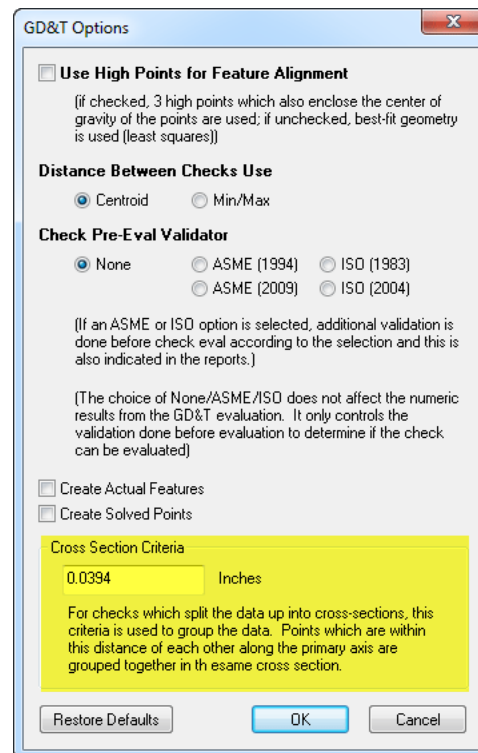 GD&T Options
Use High Points for Feature Alignment
(if checked, 3 high points which also enclose the center of
gravity of the points are used; if unchecked, best-fit geometry
is used (least squares))
Distance Between Checks Use
Centroid Min/Max
Check Pre-Eval Validator
None ASME (1994) ISO (1983)
ASME (2009) ISO (2004)
(If an ASME or ISO option is selected, additional validation is
done before check eval according to the selection and this is
also indicated in the reports.)
(The choice of None/ASME/ISO does not affect the numeric
results from the GD&T evaluation.  It only controls the
validation done before evaluation to determine if the check
can be evaluated)
Create Actual Features
Create Solved Points
Cross Section Criteria
0.0394 Inches
For checks which split the data up into cross-sections, this
criteria is used to group the data.  Points which are within
this distance of each other along the primary axis are
grouped together in th esame cross section.
Restore Defaults OK Cancel